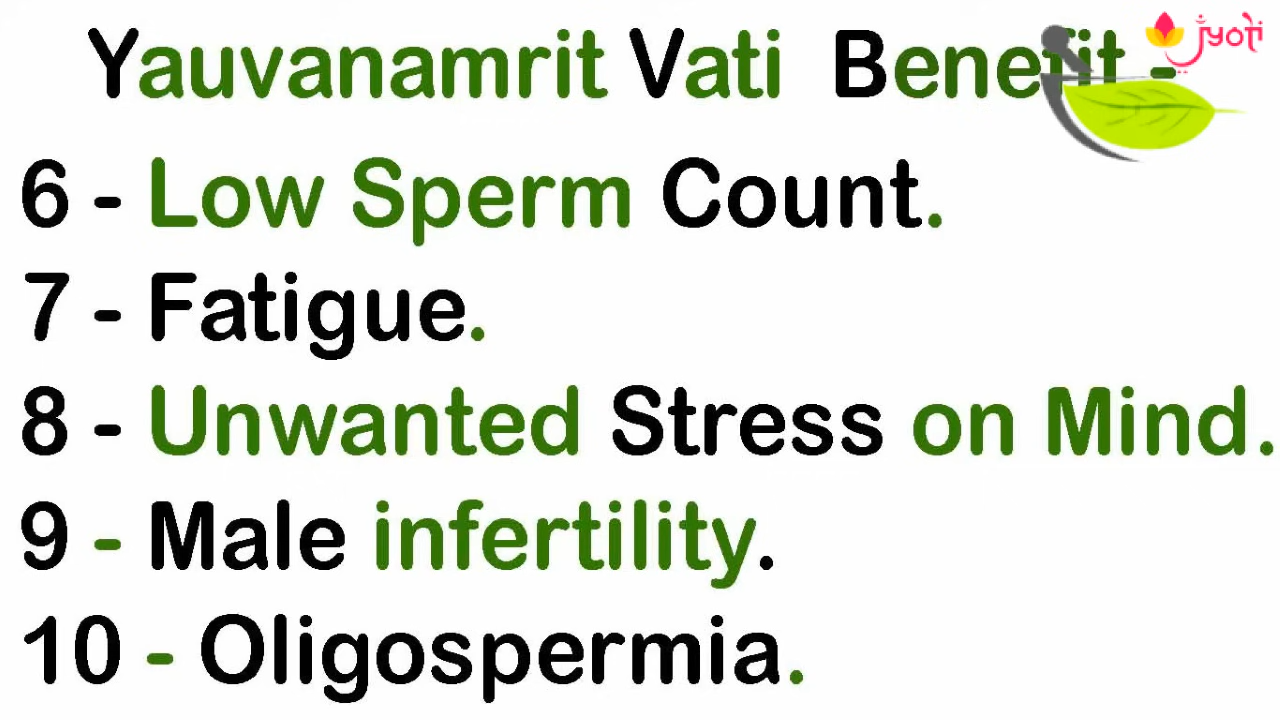 Yauvanamrit Vati Benefit -
ज्योति
6 - Low Sperm Count.
7 - Fatigue.
8 - Unwanted Stress on Mind.
9 - Male infertility.
10 - Oligospermia.